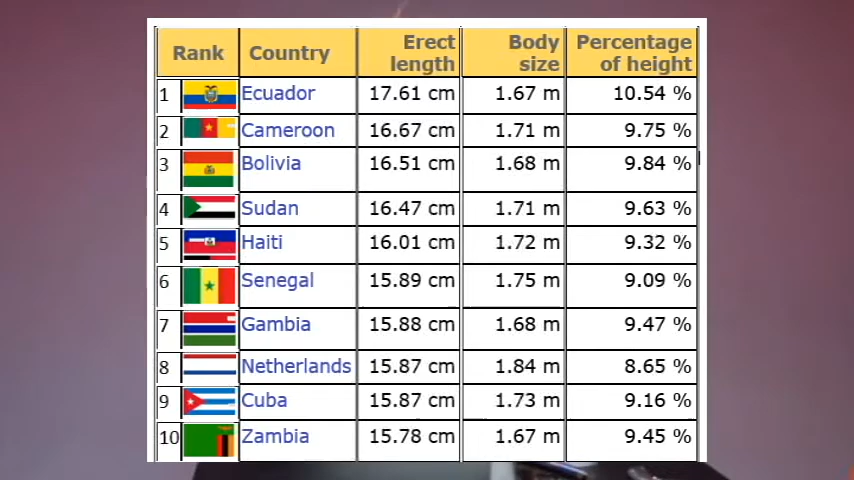 Rank Country Erect length Body size Percentage of height
1 Ecuador 17.61 cm 1.67 m 10.54 %
2 Cameroon 16.67 cm 1.71 m 9.75 %
3 Bolivia 16.51 cm 1.68 m 9.84 %
4 Sudan 16.47 cm 1.71 m 9.63 %
5 Haiti 16.01 cm 1.72 m 9.32 %
6 Senegal 15.89 cm 1.75 m 9.09 %
7 Gambia 15.88 cm 1.68 m 9.47 %
8 Netherlands 15.87 cm 1.84 m 8.65 %
9 Cuba 15.87 cm 1.73 m 9.16 %
10 Zambia 15.78 cm 1.67 m 9.45 %